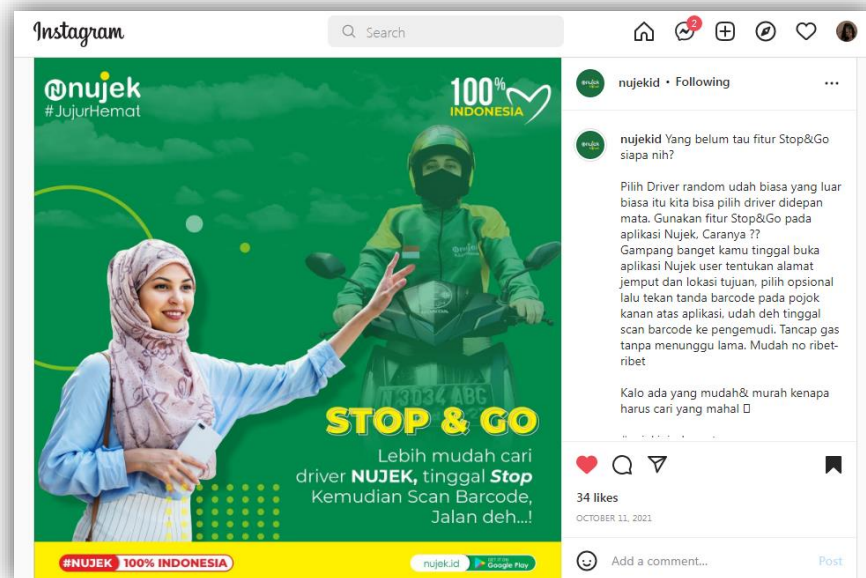 Instagram
Search
2
nujek
#JujurHemat
100%
INDONESIA
N 3034 ABG
STOP & GO
Lebih mudah cari
driver NUJEK, tinggal Stop
Kemudian Scan Barcode,
Jalan deh...!
#NUJEK 100% INDONESIA
nujek.id
GET IT ON
Google Play
nujekid • Following
nujekid Yang belum tau fitur Stop&Go
siapa nih?
Pilih Driver random udah biasa yang luar
biasa itu kita bisa pilih driver didepan
mata. Gunakan fitur Stop&Go pada
aplikasi Nujek, Caranya ??
Gampang banget kamu tinggal buka
aplikasi Nujek user tentukan alamat
jemput dan lokasi tujuan, pilih opsional
lalu tekan tanda barcode pada pojok
kanan atas aplikasi, udah deh tinggal
scan barcode ke pengemudi. Tancap gas
tanpa menunggu lama. Mudah no ribet-
ribet
Kalo ada yang mudah& murah kenapa
harus cari yang mahal
34 likes
OCTOBER 11, 2021
Add a comment...
Post